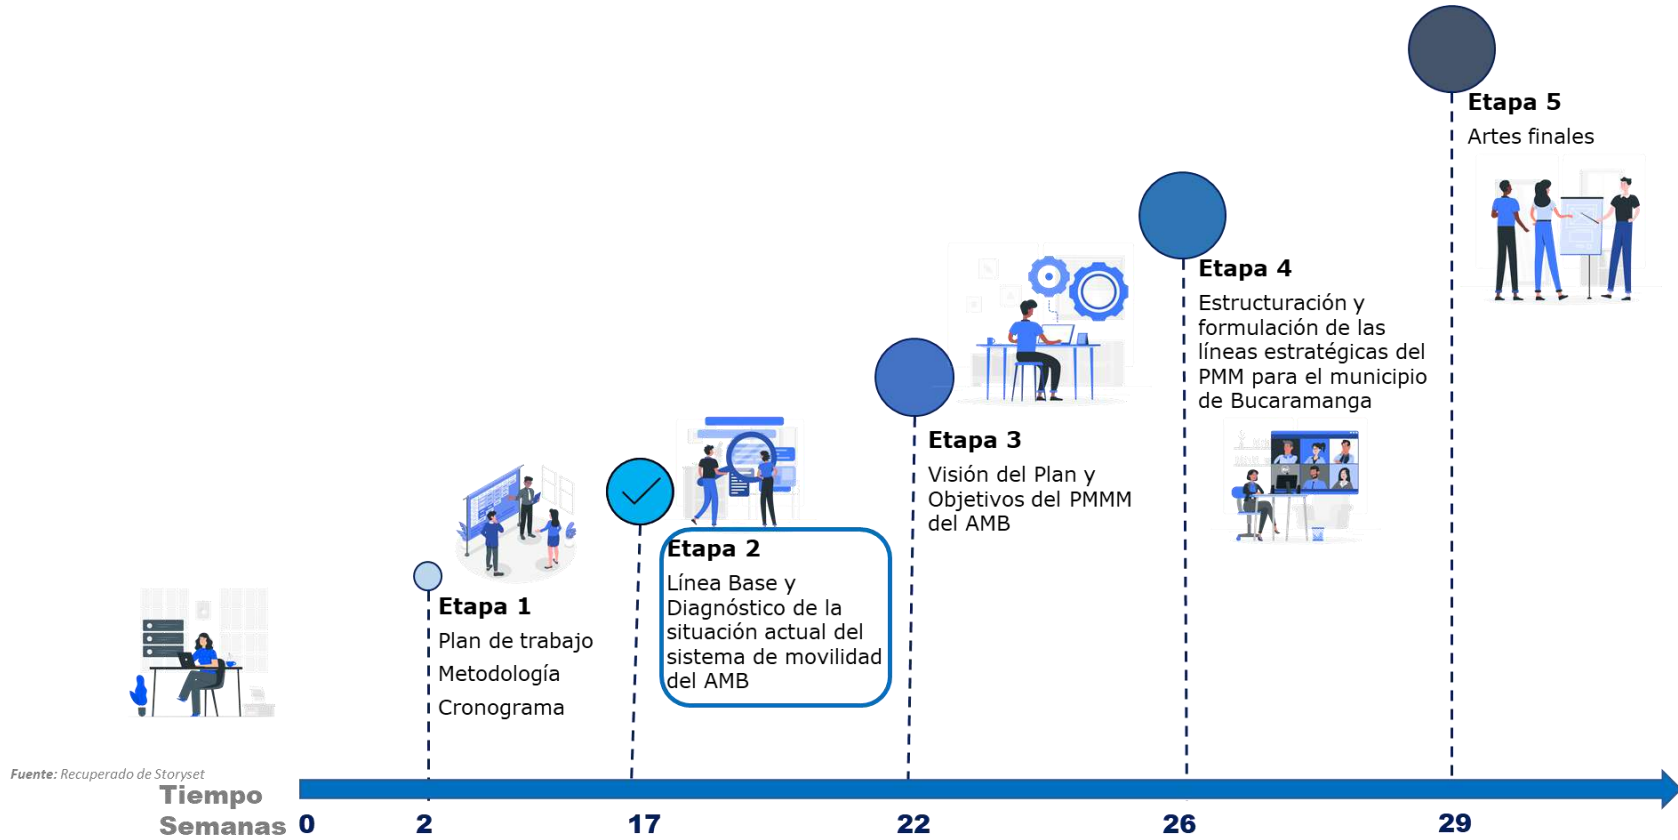 Etapa 5
Artes finales
Etapa 4
Estructuración y
formulación de las
líneas estratégicas del
PMM para el municipio
de Bucaramanga
Etapa 3
Visión del Plan y
Objetivos del PMMM
del AMB
Etapa 2
Línea Base y
Diagnóstico de la
situación actual del
sistema de movilidad
del AMB
Etapa 1
Plan de trabajo
Metodología
Cronograma
Fuente: Recuperado de Storyset
Tiempo
Semanas 0 2 17 22 26 29